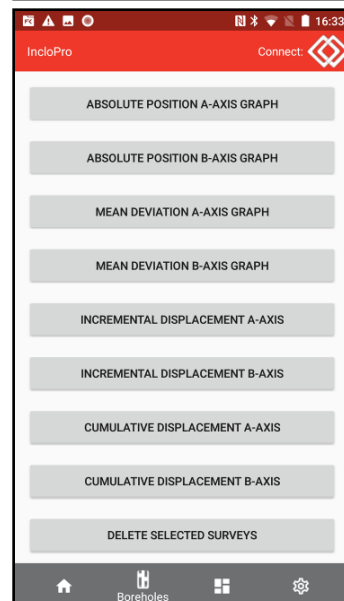 16:33
IncloPro Connect:
ABSOLUTE POSITION A-AXIS GRAPH
ABSOLUTE POSITION B-AXIS GRAPH
MEAN DEVIATION A-AXIS GRAPH
MEAN DEVIATION B-AXIS GRAPH
INCREMENTAL DISPLACEMENT A-AXIS
INCREMENTAL DISPLACEMENT B-AXIS
CUMULATIVE DISPLACEMENT A-AXIS
CUMULATIVE DISPLACEMENT B-AXIS
DELETE SELECTED SURVEYS
Boreholes